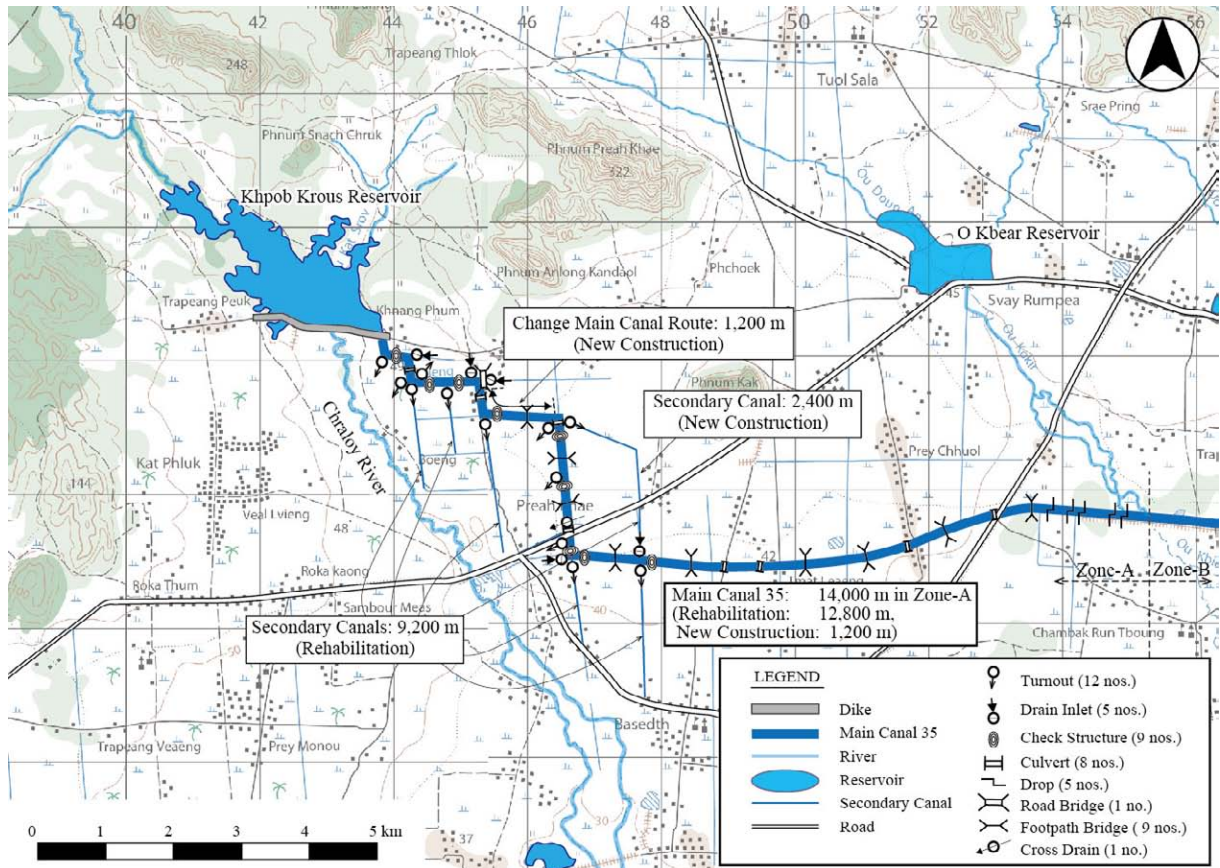 40
42
44
46
48
50
52
54
56
Trapeang Thlok
248
Tuol Sala
Srae Pring
Phnum Snach Chruk
Phnum Preah Khae
322
Khpob Krous Reservoir
O Kbear Reservoir
Phnum Anlong Kandaol
Phchoek
Trapeang Peuk
Khnang Phum
45
Svay Rumpea
Change Main Canal Route: 1,200 m
(New Construction)
Phnum Kak
Secondary Canal: 2,400 m
(New Construction)
Chraloy River
Kat Phluk
Boeng
Prey Chhuol
144
Veal Lvieng
48
Preah Khae
42
Roka kaong
Zone-A
Zone-B
Roka Thum
Sambour Meas
Main Canal 35: 14,000 m in Zone-A
(Rehabilitation: 12,800 m,
New Construction: 1,200 m)
40
Secondary Canals: 9,200 m
(Rehabilitation)
Chambak Run Tboung
50
Basedth
Trapeang Veaeng
Prey Monou
LEGEND
Dike
Main Canal 35
River
Reservoir
Secondary Canal
Road
Turnout (12 nos.)
Drain Inlet (5 nos.)
Check Structure (9 nos.)
Culvert (8 nos.)
Drop (5 nos.)
Road Bridge (1 no.)
Footpath Bridge ( 9 nos.)
Cross Drain (1 no.)
0 1 2 3 4 5 km
37